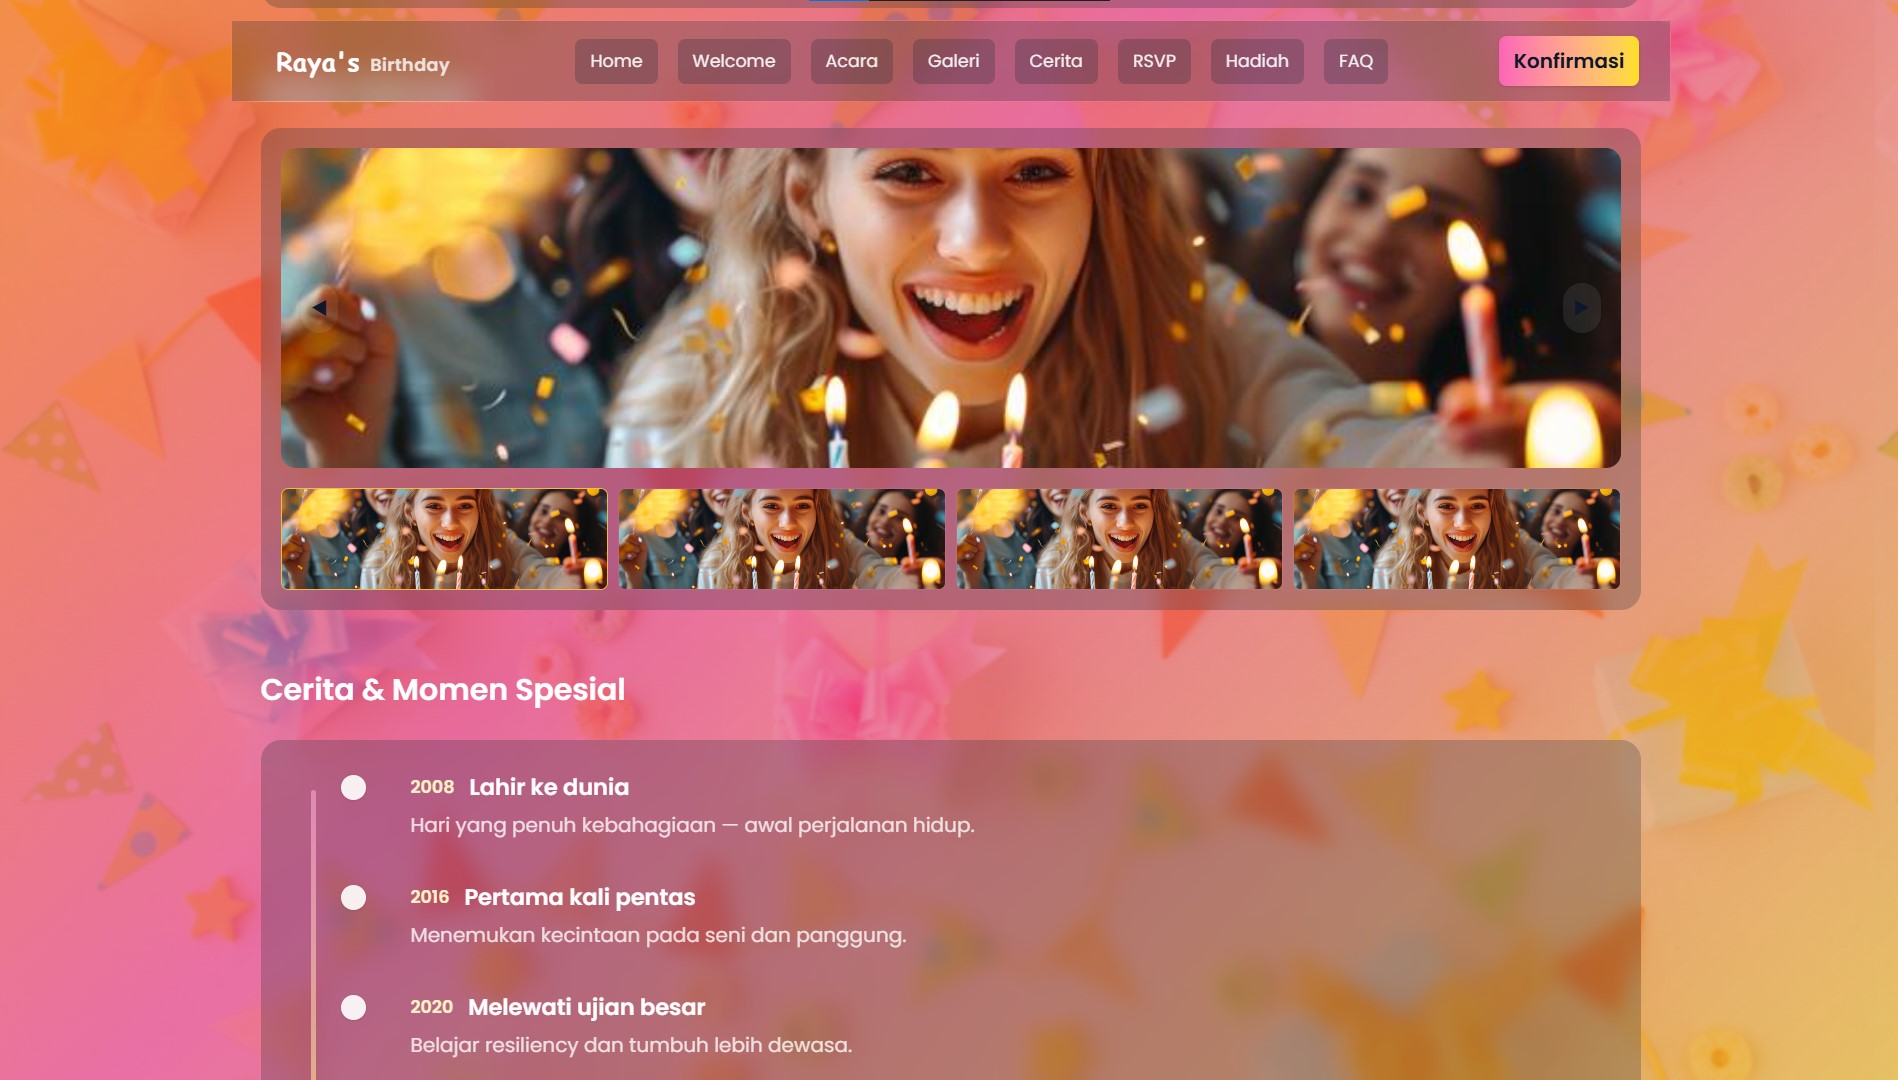 Raya's Birthday
Home Welcome Acara Galeri Cerita RSVP Hadiah FAQ
Konfirmasi
Cerita & Momen Spesial
2008 Lahir ke dunia
Hari yang penuh kebahagiaan — awal perjalanan hidup.
2016 Pertama kali pentas
Menemukan kecintaan pada seni dan panggung.
2020 Melewati ujian besar
Belajar resiliency dan tumbuh lebih dewasa.